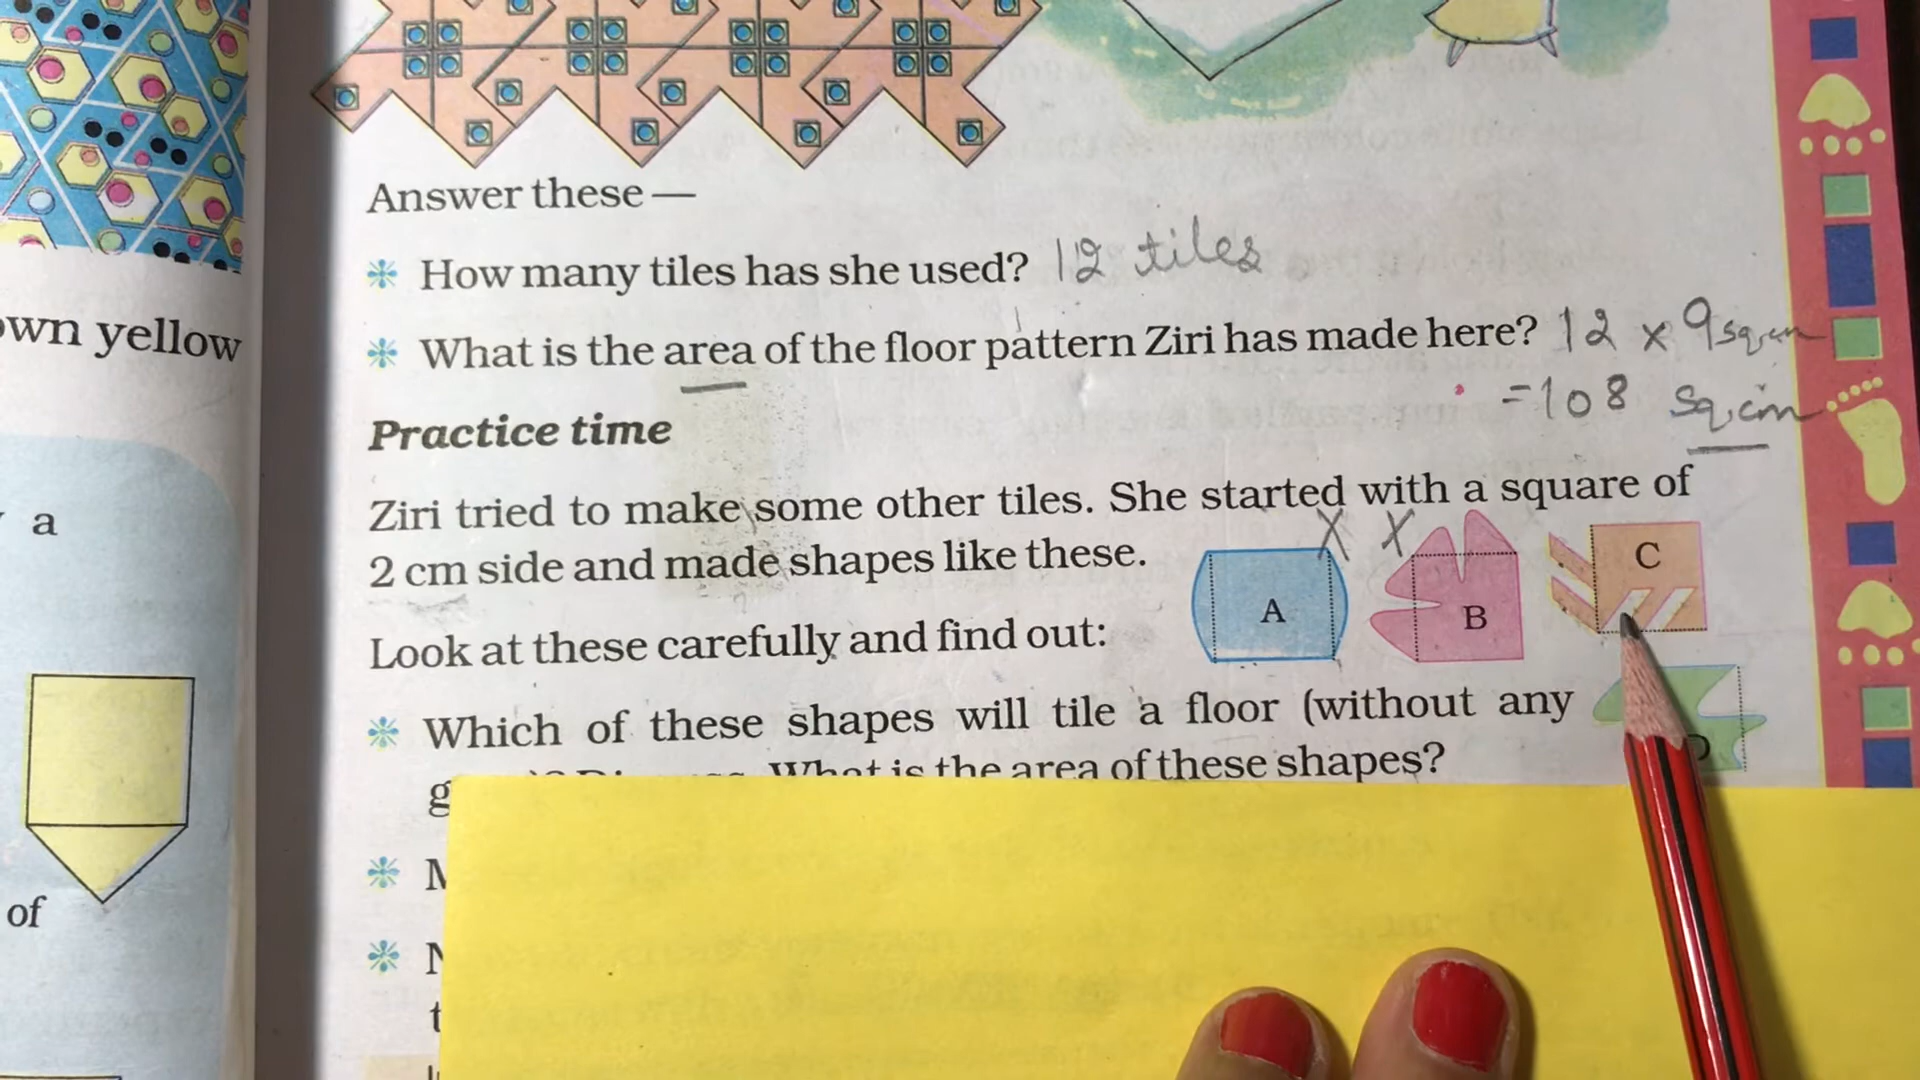 Answer these —
How many tiles has she used? 12 tiles
What is the area of the floor pattern Ziri has made here? 12 x 9 sq.cm
= 108 sq.cm
Practice time
Ziri tried to make some other tiles. She started with a square of
2 cm side and made shapes like these.
X X
A B C
Look at these carefully and find out:
Which of these shapes will tile a floor (without any
What is the area of these shapes?
own yellow
a
of